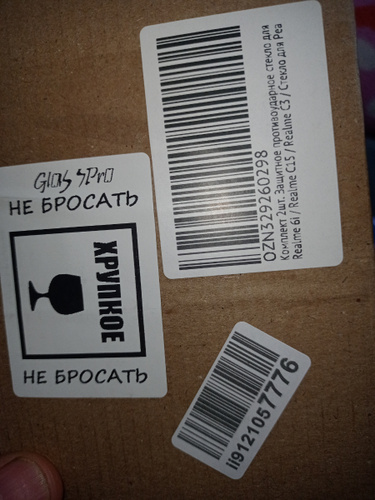 Glass Pro
НЕ БРОСАТЬ
ХРУПКОЕ
НЕ БРОСАТЬ
OZN329260298
Комплект 2шт. Защитное противоударное стекло для
Realme 6i / Realme C15 / Realme C3 / Стекло для Реа
ii9121057776